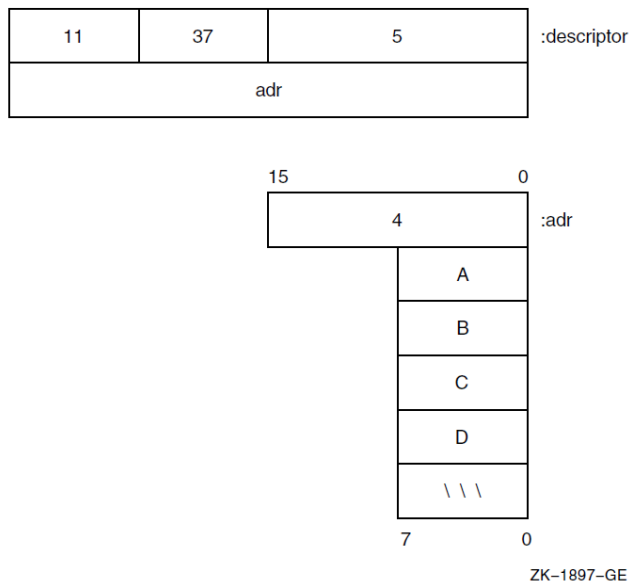 11 37 5 :descriptor
adr
15 0
4 :adr
A
B
C
D
\ \ \
7 0
ZK–1897–GE